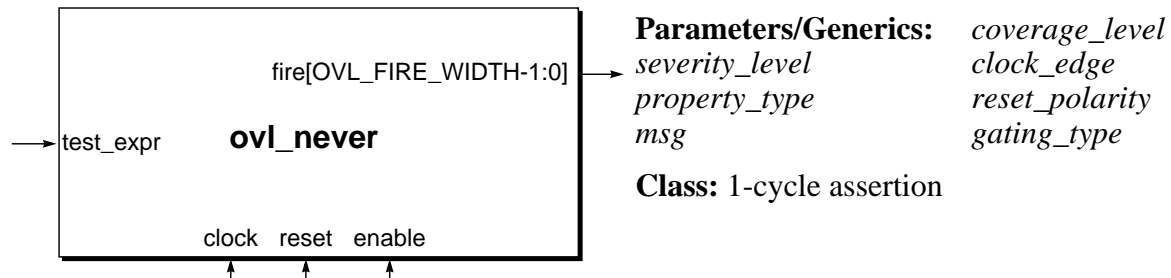 fire[OVL_FIRE_WIDTH-1:0]
test_expr
ovl_never
clock reset enable
Parameters/Generics: coverage_level
severity_level clock_edge
property_type reset_polarity
msg gating_type
Class: 1-cycle assertion